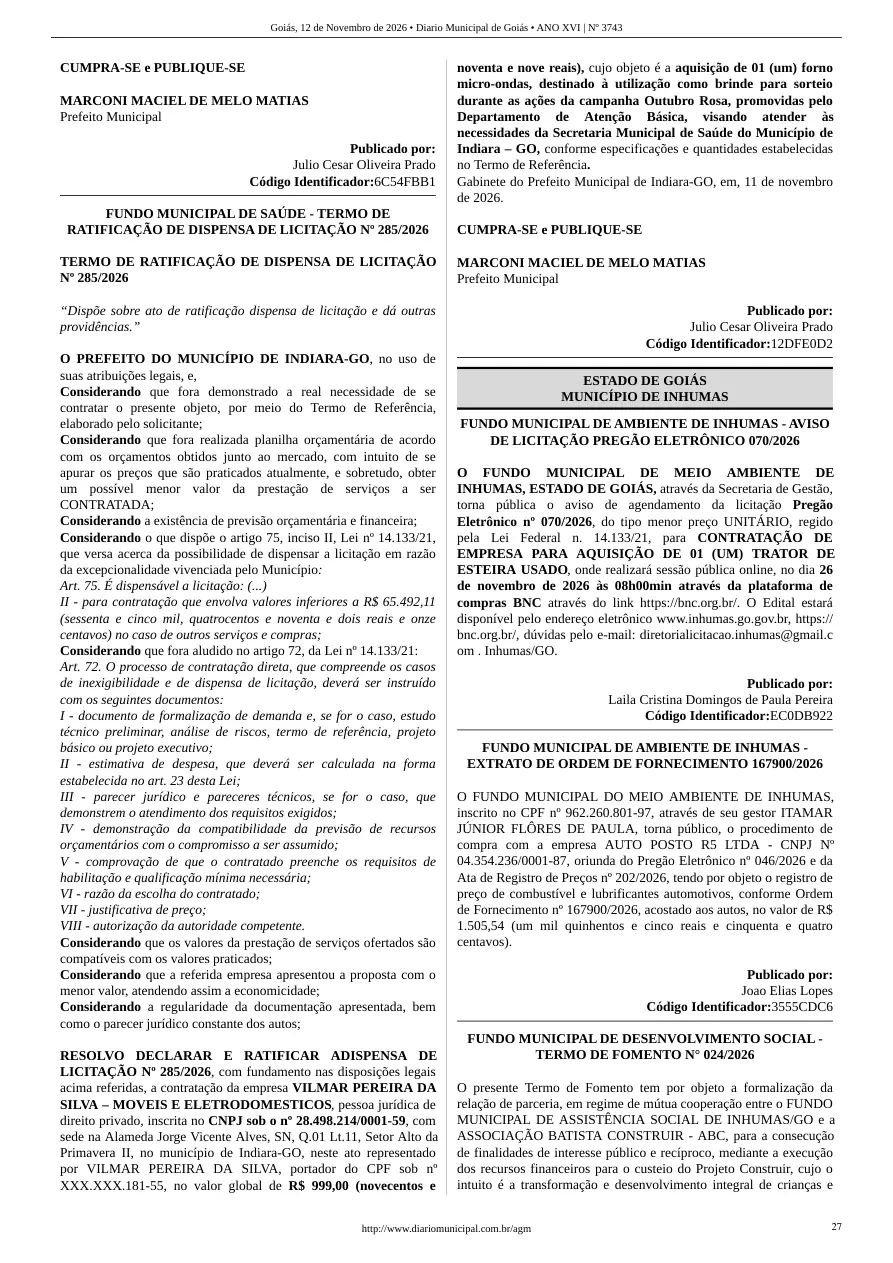 Goiás, 12 de Novembro de 2026 • Diario Municipal de Goiás • ANO XVI | Nº 3743
CUMPRA-SE e PUBLIQUE-SE
MARCONI MACIEL DE MELO MATIAS
Prefeito Municipal
Publicado por:
Julio Cesar Oliveira Prado
Código Identificador:6C54FBB1
FUNDO MUNICIPAL DE SAÚDE - TERMO DE
RATIFICAÇÃO DE DISPENSA DE LICITAÇÃO Nº 285/2026
TERMO DE RATIFICAÇÃO DE DISPENSA DE LICITAÇÃO
Nº 285/2026
“Dispõe sobre ato de ratificação dispensa de licitação e dá outras
providências.”
O PREFEITO DO MUNICÍPIO DE INDIARA-GO, no uso de
suas atribuições legais, e,
Considerando que fora demonstrado a real necessidade de se
contratar o presente objeto, por meio do Termo de Referência,
elaborado pelo solicitante;
Considerando que fora realizada planilha orçamentária de acordo
com os orçamentos obtidos junto ao mercado, com intuito de se
apurar os preços que são praticados atualmente, e sobretudo, obter
um possível menor valor da prestação de serviços a ser
CONTRATADA;
Considerando a existência de previsão orçamentária e financeira;
Considerando o que dispõe o artigo 75, inciso II, Lei nº 14.133/21,
que versa acerca da possibilidade de dispensar a licitação em razão
da excepcionalidade vivenciada pelo Município:
Art. 75. É dispensável a licitação: (...)
II - para contratação que envolva valores inferiores a R$ 65.492,11
(sessenta e cinco mil, quatrocentos e noventa e dois reais e onze
centavos) no caso de outros serviços e compras;
Considerando que fora aludido no artigo 72, da Lei nº 14.133/21:
Art. 72. O processo de contratação direta, que compreende os casos
de inexigibilidade e de dispensa de licitação, deverá ser instruído
com os seguintes documentos:
I - documento de formalização de demanda e, se for o caso, estudo
técnico preliminar, análise de riscos, termo de referência, projeto
básico ou projeto executivo;
II - estimativa de despesa, que deverá ser calculada na forma
estabelecida no art. 23 desta Lei;
III - parecer jurídico e pareceres técnicos, se for o caso, que
demonstrem o atendimento dos requisitos exigidos;
IV - demonstração da compatibilidade da previsão de recursos
orçamentários com o compromisso a ser assumido;
V - comprovação de que o contratado preenche os requisitos de
habilitação e qualificação mínima necessária;
VI - razão da escolha do contratado;
VII - justificativa de preço;
VIII - autorização da autoridade competente.
Considerando que os valores da prestação de serviços ofertados são
compatíveis com os valores praticados;
Considerando que a referida empresa apresentou a proposta com o
menor valor, atendendo assim a economicidade;
Considerando a regularidade da documentação apresentada, bem
como o parecer jurídico constante dos autos;
RESOLVO DECLARAR E RATIFICAR ADISPENSA DE
LICITAÇÃO Nº 285/2026, com fundamento nas disposições legais
acima referidas, a contratação da empresa VILMAR PEREIRA DA
SILVA – MOVEIS E ELETRODOMESTICOS, pessoa jurídica de
direito privado, inscrita no CNPJ sob o nº 28.498.214/0001-59, com
sede na Alameda Jorge Vicente Alves, SN, Q.01 Lt.11, Setor Alto da
Primavera II, no município de Indiara-GO, neste ato representado
por VILMAR PEREIRA DA SILVA, portador do CPF sob nº
XXX.XXX.181-55, no valor global de R$ 999,00 (novecentos e
noventa e nove reais), cujo objeto é a aquisição de 01 (um) forno
micro-ondas, destinado à utilização como brinde para sorteio
durante as ações da campanha Outubro Rosa, promovidas pelo
Departamento de Atenção Básica, visando atender às
necessidades da Secretaria Municipal de Saúde do Município de
Indiara – GO, conforme especificações e quantidades estabelecidas
no Termo de Referência.
Gabinete do Prefeito Municipal de Indiara-GO, em, 11 de novembro
de 2026.
CUMPRA-SE e PUBLIQUE-SE
MARCONI MACIEL DE MELO MATIAS
Prefeito Municipal
Publicado por:
Julio Cesar Oliveira Prado
Código Identificador:12DFE0D2
ESTADO DE GOIÁS
MUNICÍPIO DE INHUMAS
FUNDO MUNICIPAL DE AMBIENTE DE INHUMAS - AVISO
DE LICITAÇÃO PREGÃO ELETRÔNICO 070/2026
O FUNDO MUNICIPAL DE MEIO AMBIENTE DE
INHUMAS, ESTADO DE GOIÁS, através da Secretaria de Gestão,
torna pública o aviso de agendamento da licitação Pregão
Eletrônico nº 070/2026, do tipo menor preço UNITÁRIO, regido
pela Lei Federal n. 14.133/21, para CONTRATAÇÃO DE
EMPRESA PARA AQUISIÇÃO DE 01 (UM) TRATOR DE
ESTEIRA USADO, onde realizará sessão pública online, no dia 26
de novembro de 2026 às 08h00min através da plataforma de
compras BNC através do link https://bnc.org.br/. O Edital estará
disponível pelo endereço eletrônico www.inhumas.go.gov.br, https://
bnc.org.br/, dúvidas pelo e-mail: diretorialicitacao.inhumas@gmail.c
om . Inhumas/GO.
Publicado por:
Laila Cristina Domingos de Paula Pereira
Código Identificador:EC0DB922
FUNDO MUNICIPAL DE AMBIENTE DE INHUMAS -
EXTRATO DE ORDEM DE FORNECIMENTO 167900/2026
O FUNDO MUNICIPAL DO MEIO AMBIENTE DE INHUMAS,
inscrito no CPF nº 962.260.801-97, através de seu gestor ITAMAR
JÚNIOR FLÔRES DE PAULA, torna público, o procedimento de
compra com a empresa AUTO POSTO R5 LTDA - CNPJ Nº
04.354.236/0001-87, oriunda do Pregão Eletrônico nº 046/2026 e da
Ata de Registro de Preços nº 202/2026, tendo por objeto o registro de
preço de combustível e lubrificantes automotivos, conforme Ordem
de Fornecimento nº 167900/2026, acostado aos autos, no valor de R$
1.505,54 (um mil quinhentos e cinco reais e cinquenta e quatro
centavos).
Publicado por:
Joao Elias Lopes
Código Identificador:3555CDC6
FUNDO MUNICIPAL DE DESENVOLVIMENTO SOCIAL -
TERMO DE FOMENTO N° 024/2026
O presente Termo de Fomento tem por objeto a formalização da
relação de parceria, em regime de mútua cooperação entre o FUNDO
MUNICIPAL DE ASSISTÊNCIA SOCIAL DE INHUMAS/GO e a
ASSOCIAÇÃO BATISTA CONSTRUIR - ABC, para a consecução
de finalidades de interesse público e recíproco, mediante a execução
dos recursos financeiros para o custeio do Projeto Construir, cujo o
intuito é a transformação e desenvolvimento integral de crianças e
http://www.diariomunicipal.com.br/agm
27